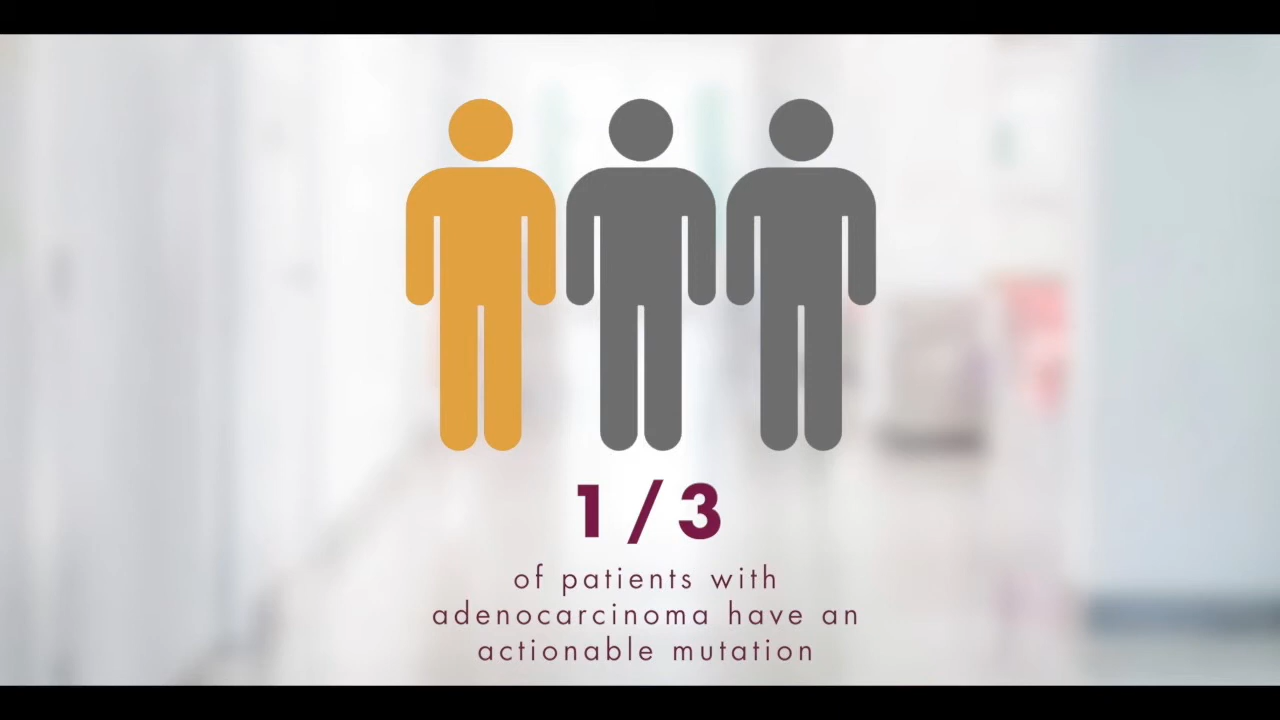 1 / 3
of patients with
adenocarcinoma have an
actionable mutation